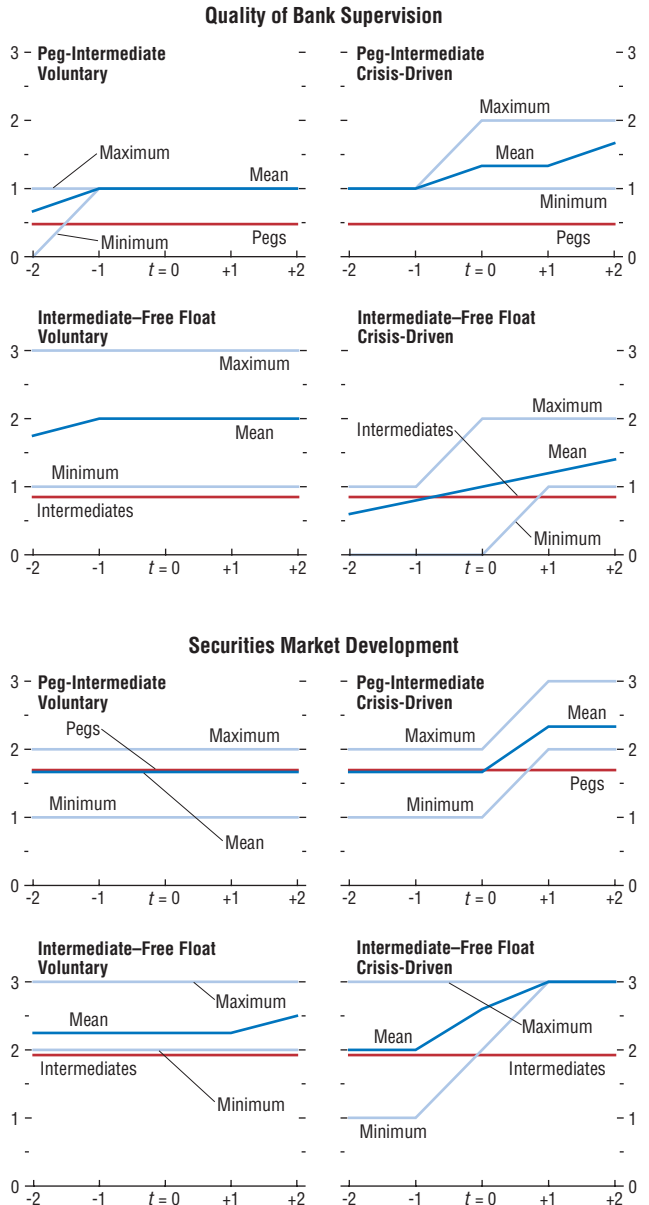 Quality of Bank Supervision
Peg-Intermediate
Voluntary
3
2
1
0
Maximum
Mean
Minimum
Pegs
-2 -1 t = 0 +1 +2
Peg-Intermediate
Crisis-Driven
3
2
1
0
Maximum
Mean
Minimum
Pegs
-2 -1 t = 0 +1 +2
Intermediate–Free Float
Voluntary
3
2
1
0
Maximum
Mean
Minimum
Intermediates
-2 -1 t = 0 +1 +2
Intermediate–Free Float
Crisis-Driven
3
2
1
0
Maximum
Intermediates
Mean
Minimum
-2 -1 t = 0 +1 +2
Securities Market Development
Peg-Intermediate
Voluntary
3
2
1
0
Pegs
Maximum
Minimum
Mean
-2 -1 t = 0 +1 +2
Peg-Intermediate
Crisis-Driven
3
2
1
0
Mean
Maximum
Pegs
Minimum
-2 -1 t = 0 +1 +2
Intermediate–Free Float
Voluntary
3
2
1
0
Maximum
Mean
Intermediates
Minimum
-2 -1 t = 0 +1 +2
Intermediate–Free Float
Crisis-Driven
3
2
1
0
Maximum
Mean
Intermediates
Minimum
-2 -1 t = 0 +1 +2